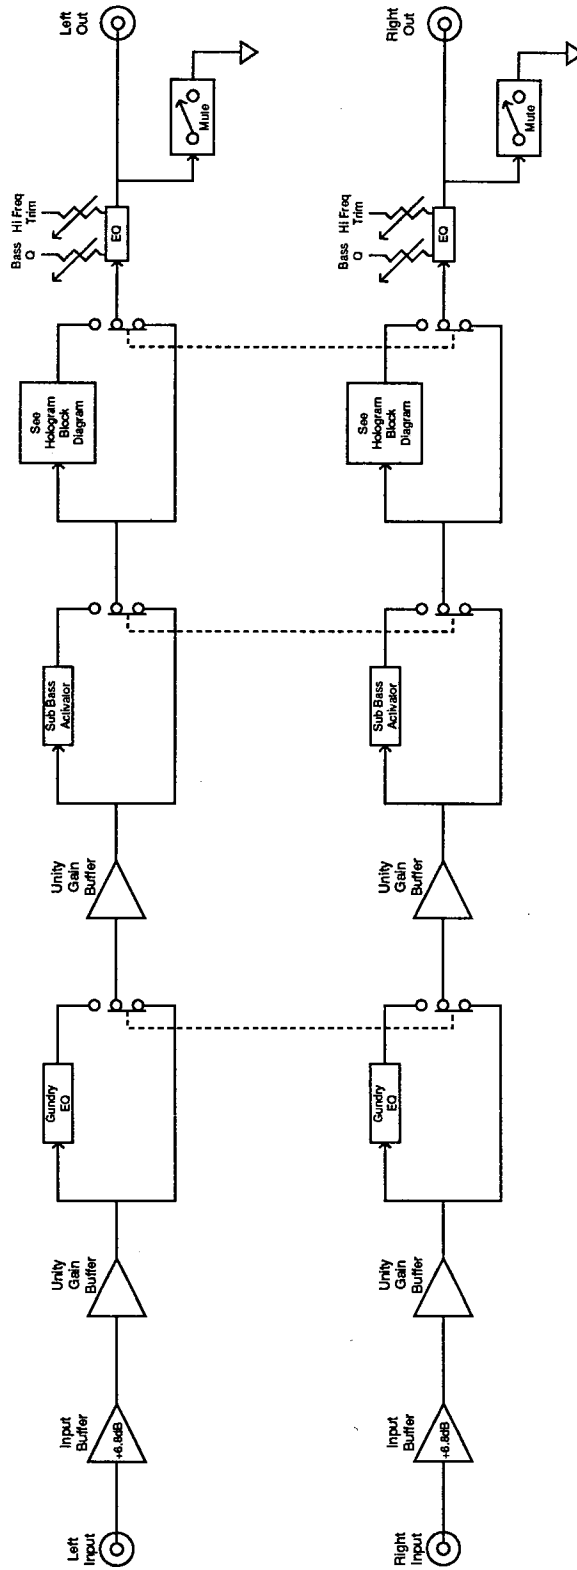 Left
Input
Input
Buffer
+6.8dB
Unity
Gain
Buffer
Gundry
EQ
Unity
Gain
Buffer
Sub Bass
Activator
See
Hologram
Block
Diagram
Bass
Q
Hi Freq
Trim
EQ
Mute
Left
Out
Right
Input
Input
Buffer
+6.8dB
Unity
Gain
Buffer
Gundry
EQ
Unity
Gain
Buffer
Sub Bass
Activator
See
Hologram
Block
Diagram
Bass
Q
Hi Freq
Trim
EQ
Mute
Right
Out